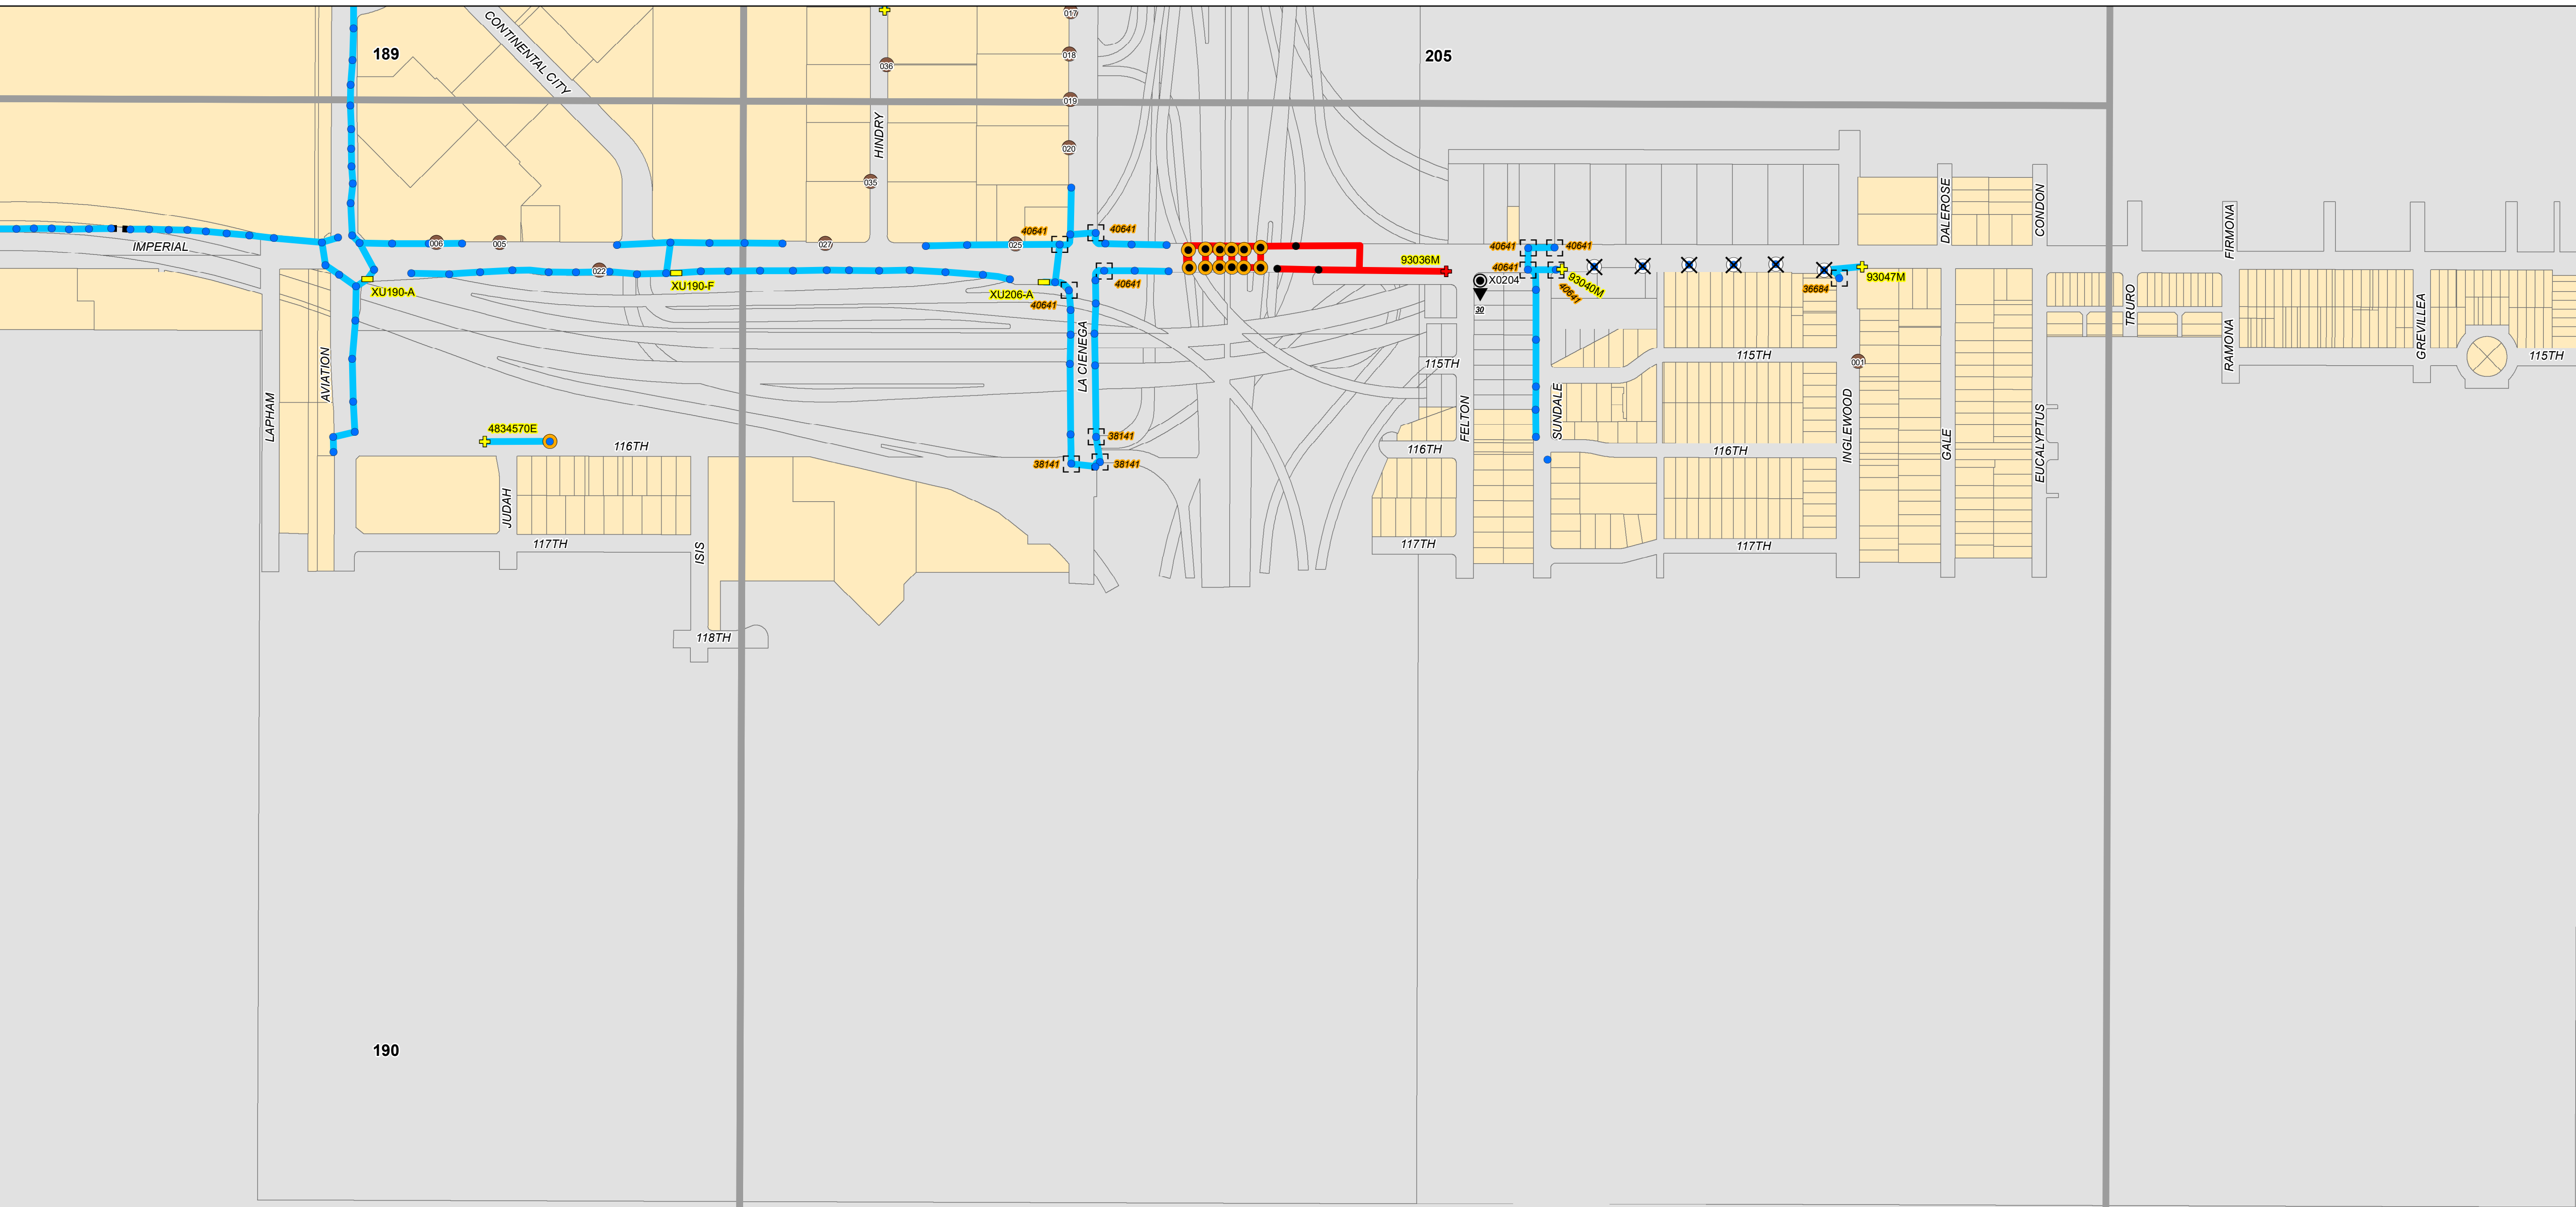 017
CONTINENTAL CITY
189
018
205
036
019
HINDRY
020
035
DALEROSE
CONDON
FIRMONA
40641
40641
IMPERIAL
006
005
027
025
40641
40641
93036M
022
40641
93040M
40641
93047M
36684
XU190-A
XU190-F
XU206-A
40641
40641
X0204
30
TRURO
RAMONA
GREVILLEA
LA CIENEGA
AVIATION
115TH
115TH
001
115TH
LAPHAM
FELTON
SUNDALE
INGLEWOOD
GALE
EUCALYPTUS
4834570E
116TH
38141
116TH
116TH
38141
38141
JUDAH
117TH
ISIS
117TH
117TH
118TH
190